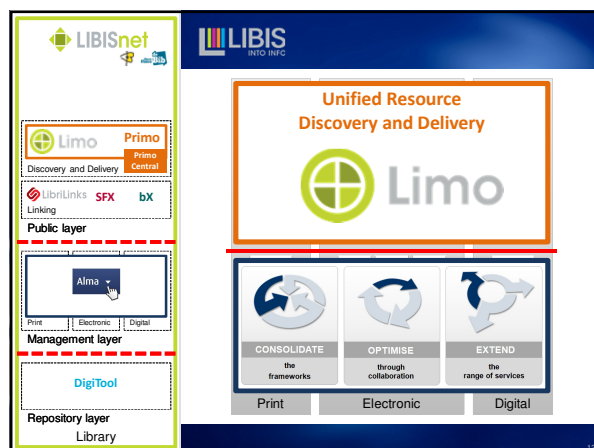 LIBISnet
Limo
Primo
Primo
Central
Discovery and Delivery
LibriLinks SFX bX
Linking
Public layer
Alma
Print Electronic Digital
Management layer
DigiTool
Repository layer
Library
LIBIS
INTO INFO
Unified Resource
Discovery and Delivery
Limo
CONSOLIDATE OPTIMISE EXTEND
the through the
frameworks collaboration range of services
Print Electronic Digital